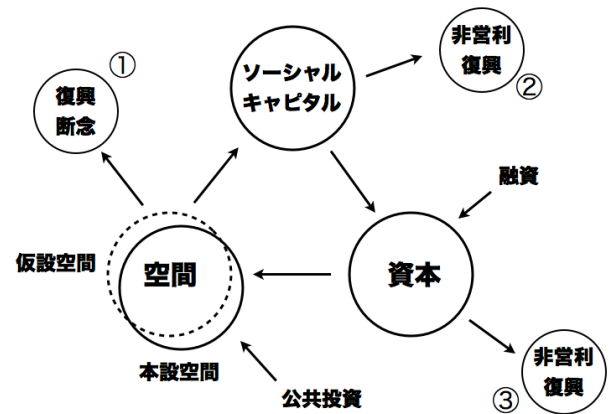 ①
復興
断念
ソーシャル
キャピタル
非営利
復興
②
融資
仮設空間
空間
資本
本設空間
公共投資
非営利
復興
③